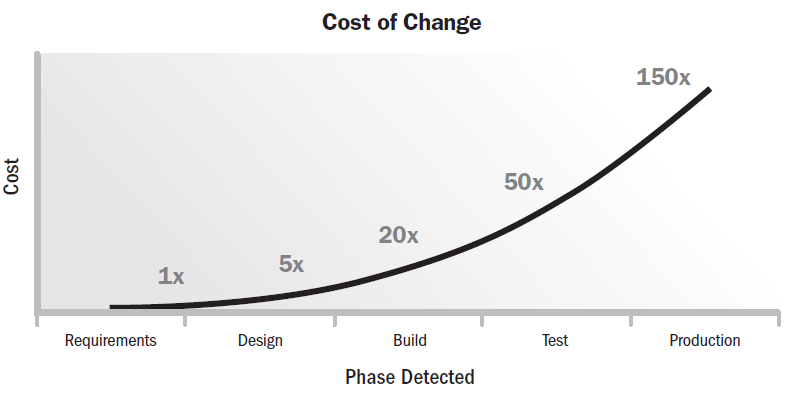 Cost of Change
150x
50x
20x
5x
1x
Cost
Requirements
Design
Build
Test
Production
Phase Detected